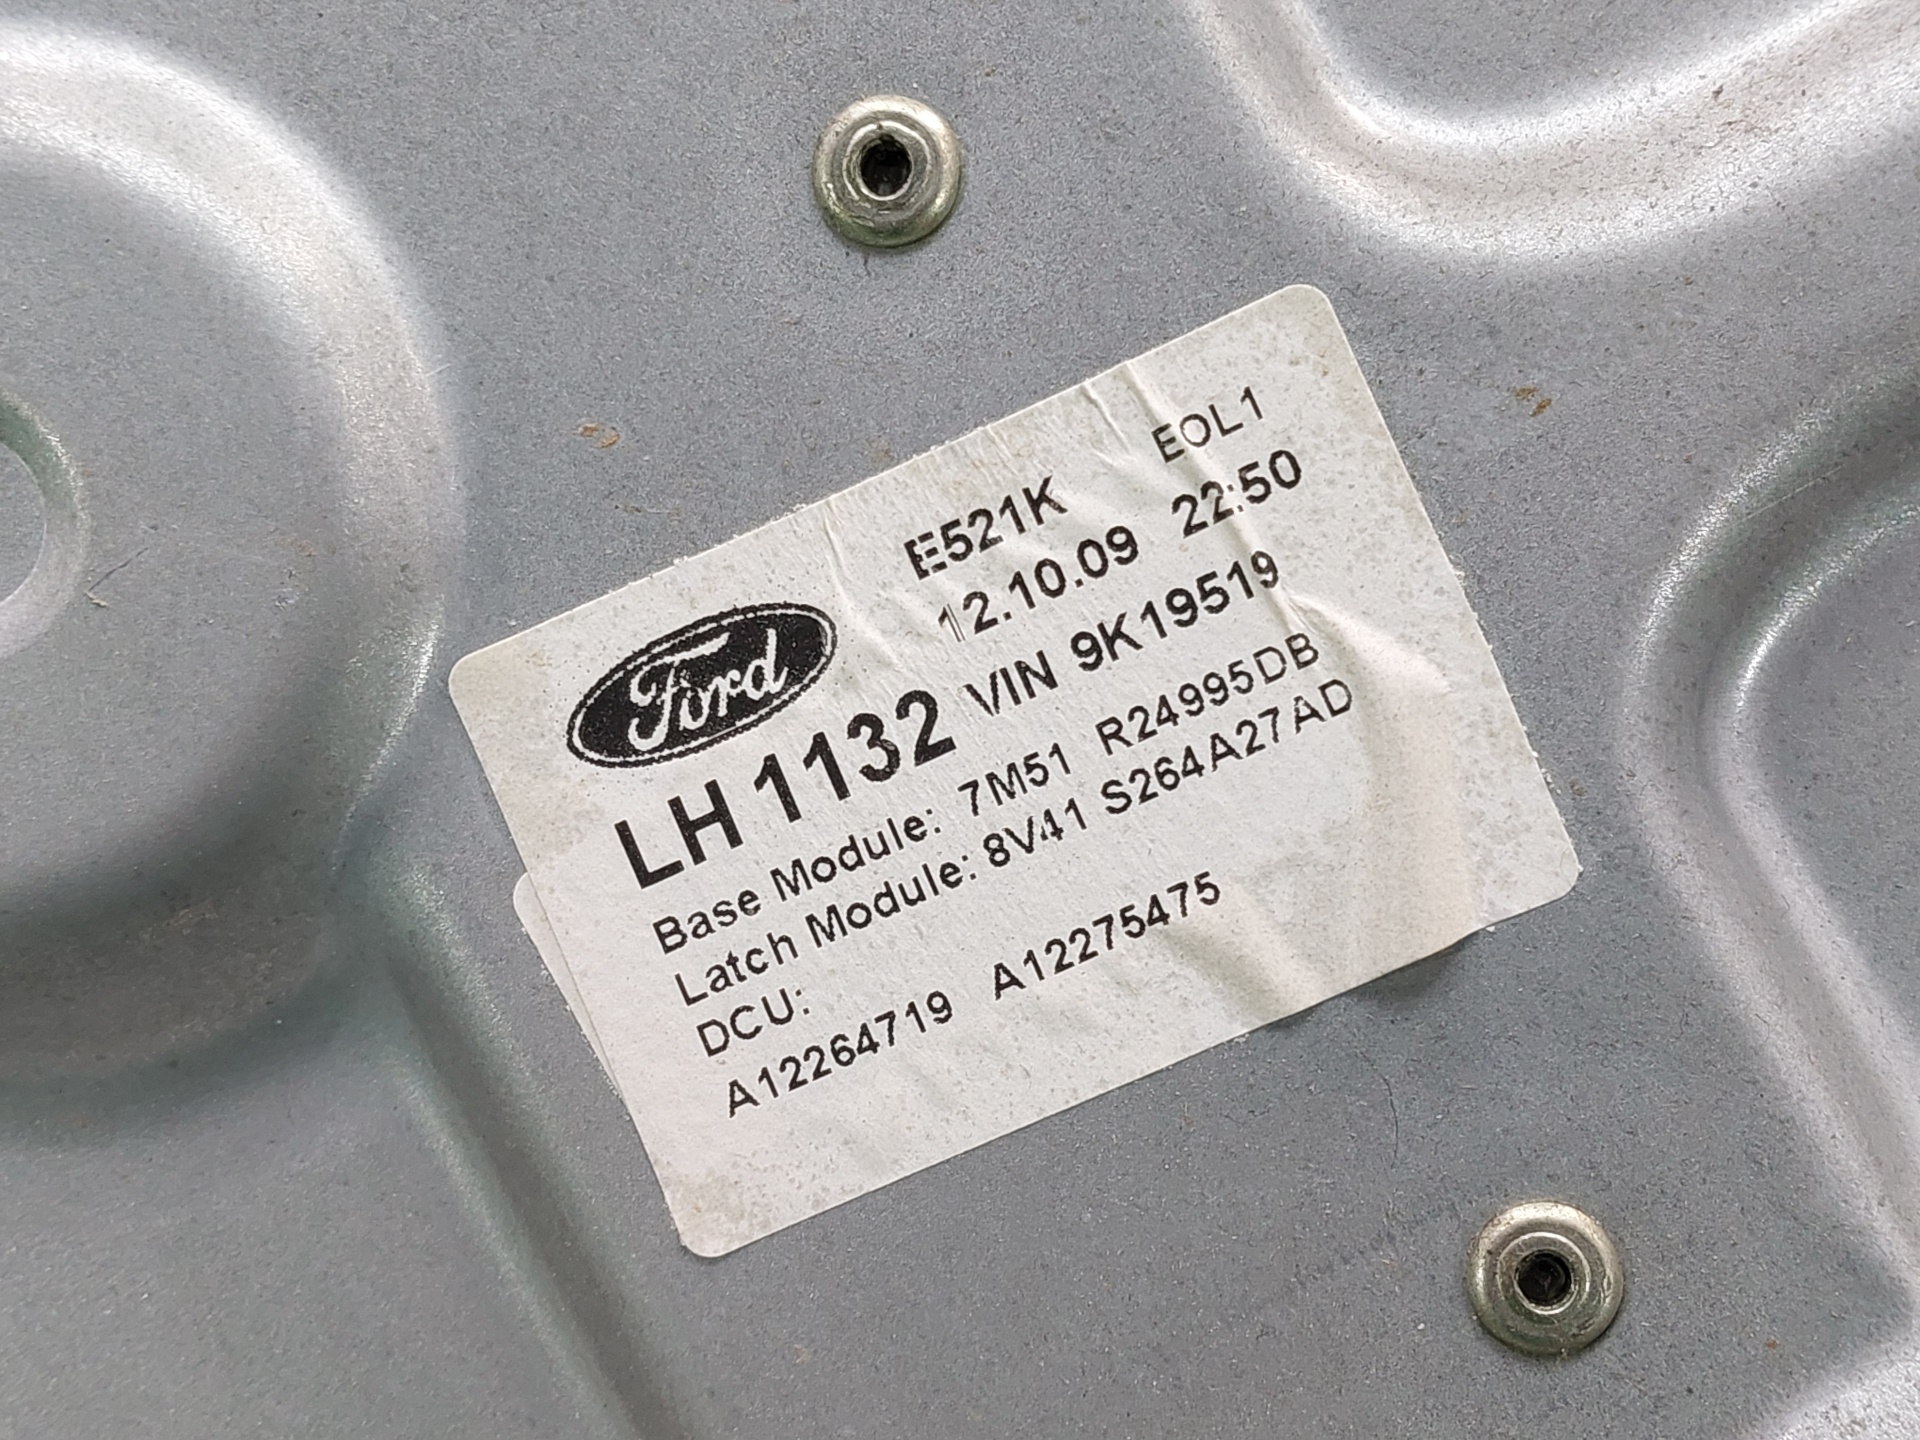 E521K EOL1
12.10.09 22:50
Ford
LH 1132 VIN 9K19519
Base Module: 7M51 R24995DB
Latch Module: 8V41 S264A27AD
DCU:
A12264719 A12275475